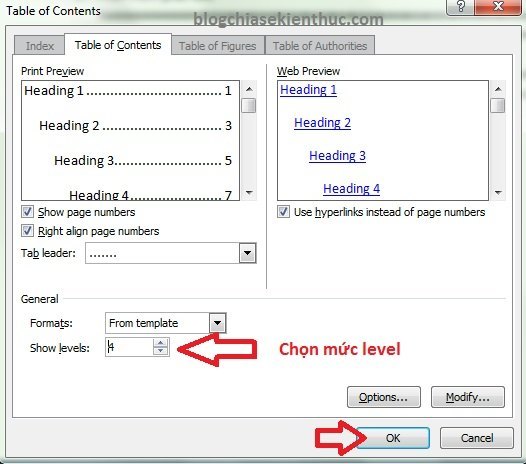 Table of Contents
blogchiasekienthuc.com
Index Table of Contents Table of Figures Table of Authorities
Print Preview
Heading 1 ................................ 1
Heading 2 ............................ 3
Heading 3......................... 5
Heading 4...................... 7
Web Preview
Heading 1
Heading 2
Heading 3
Heading 4
Show page numbers
Right align page numbers
Use hyperlinks instead of page numbers
Tab leader: .......
General
Formats: From template
Show levels: 4
Chọn mức level
Options... Modify...
OK Cancel